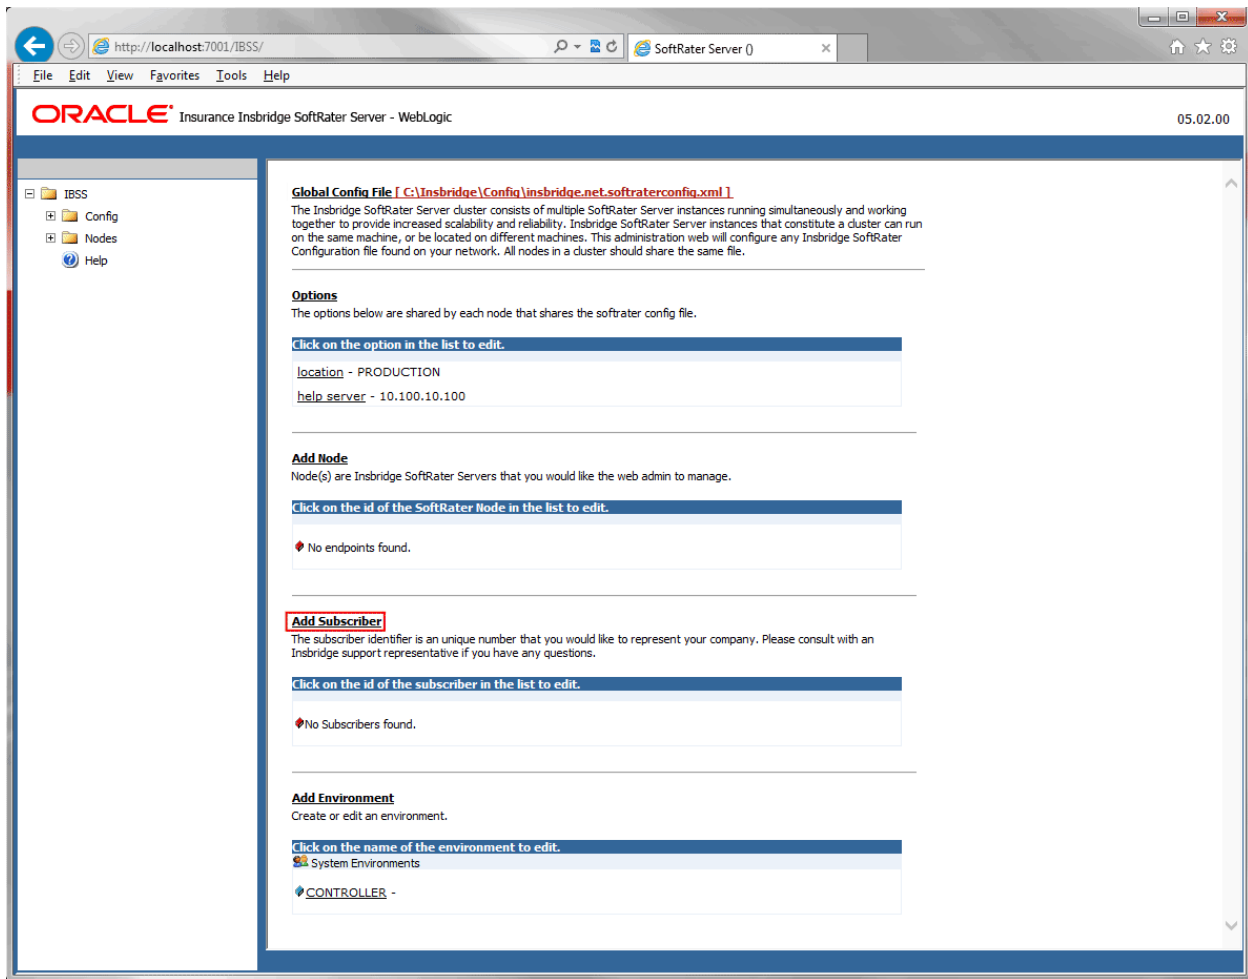 http://localhost:7001/IBSS/
SoftRater Server ()
File Edit View Favorites Tools Help
ORACLE Insurance Insbridge SoftRater Server - WebLogic
05.02.00
IBSS
Config
Nodes
Help
Global Config File [ C:\Insbridge\Config\insbridge.net.softraterconfig.xml ]
The Insbridge SoftRater Server cluster consists of multiple SoftRater Server instances running simultaneously and working
together to provide increased scalability and reliability. Insbridge SoftRater Server instances that constitute a cluster can run
on the same machine, or be located on different machines. This administration web will configure any Insbridge SoftRater
Configuration file found on your network. All nodes in a cluster should share the same file.
Options
The options below are shared by each node that shares the softrater config file.
Click on the option in the list to edit.
location - PRODUCTION
help server - 10.100.10.100
Add Node
Node(s) are Insbridge SoftRater Servers that you would like the web admin to manage.
Click on the id of the SoftRater Node in the list to edit.
No endpoints found.
Add Subscriber
The subscriber identifier is an unique number that you would like to represent your company. Please consult with an
Insbridge support representative if you have any questions.
Click on the id of the subscriber in the list to edit.
No Subscribers found.
Add Environment
Create or edit an environment.
Click on the name of the environment to edit.
System Environments
CONTROLLER -